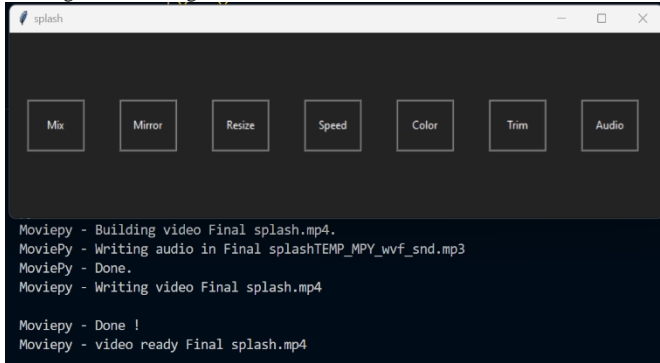 splash
Mix Mirror Resize Speed Color Trim Audio
Moviepy - Building video Final splash.mp4.
MoviePy - Writing audio in Final splashTEMP_MPY_wvf_snd.mp3
MoviePy - Done.
Moviepy - Writing video Final splash.mp4
Moviepy - Done !
Moviepy - video ready Final splash.mp4